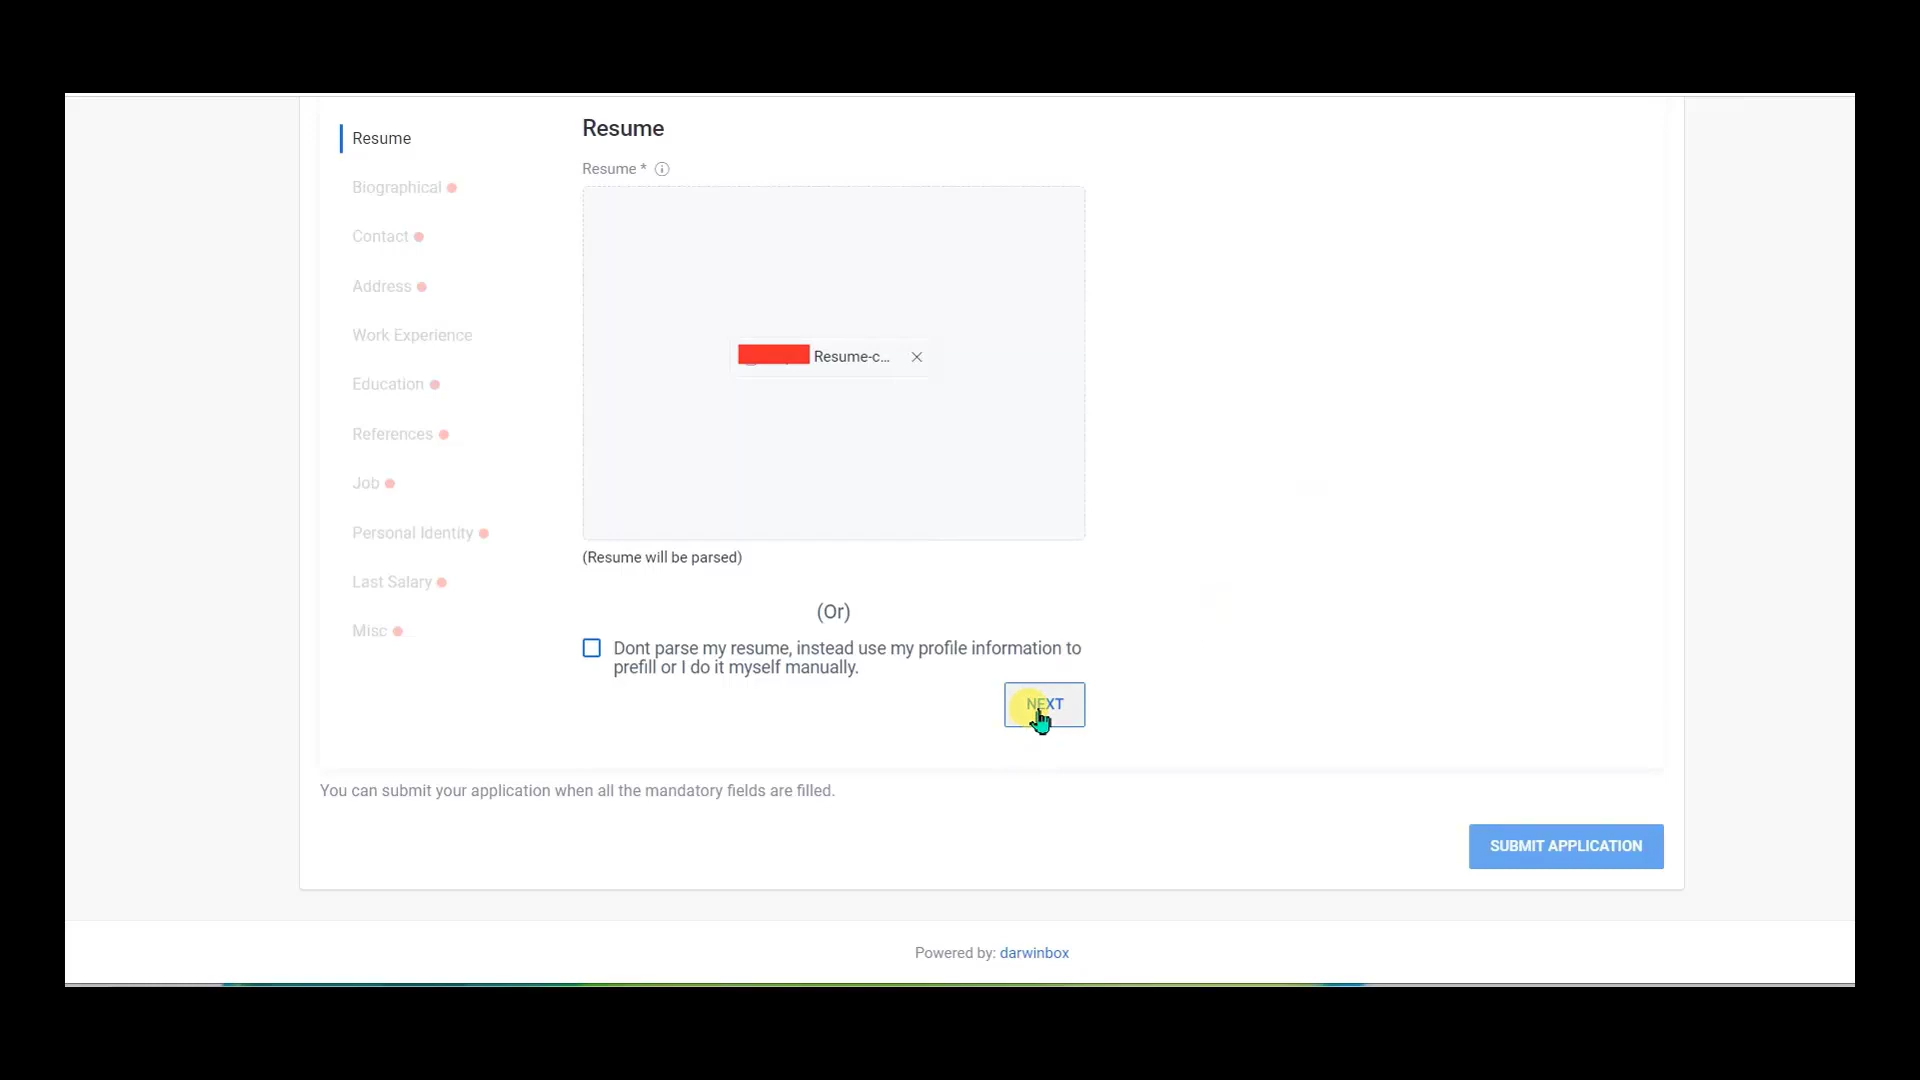 Resume
Biographical
Contact
Address
Work Experience
Education
References
Job
Personal Identity
Last Salary
Misc
Resume
Resume *
Resume-c...
(Resume will be parsed)
(Or)
Dont parse my resume, instead use my profile information to
prefill or I do it myself manually.
NEXT
You can submit your application when all the mandatory fields are filled.
SUBMIT APPLICATION
Powered by: darwinbox